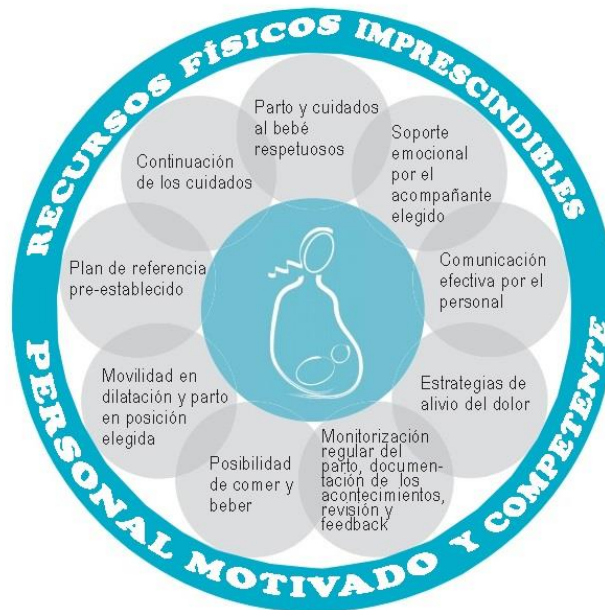 RECURSOS FÍSICOS IMPRESCINDIBLES
Parto y cuidados
al bebé
respetuosos
Soporte
emocional
por el
acompañante
elegido
Comunicación
efectiva por el
personal
Estrategias de
alivio del dolor
Monitorización
regular del
parto, documen-
tación de los
acontecimientos,
revisión y
feedback
Posibilidad
de comer y
beber
Movilidad en
dilatación y parto
en posición
elegida
Plan de referencia
pre-establecido
Continuación
de los cuidados
PERSONAL MOTIVADO Y COMPETENTE